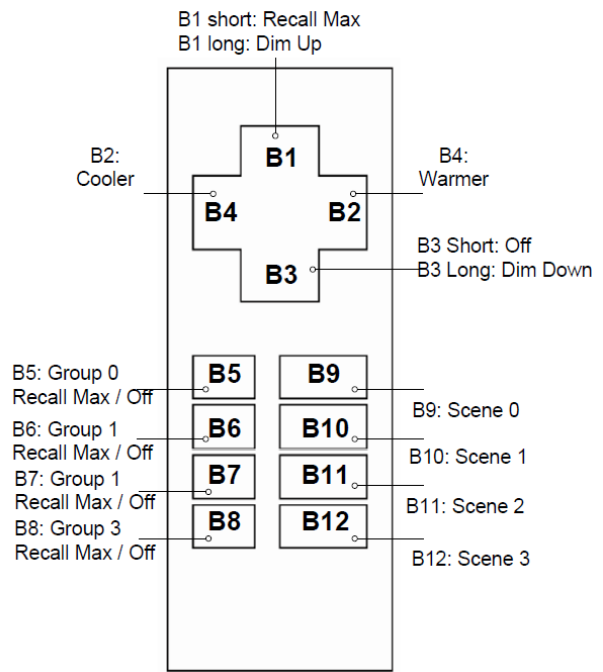 B1 short: Recall Max
B1 long: Dim Up
B1
B2:
Cooler
B4:
Warmer
B4
B2
B3
B3 Short: Off
B3 Long: Dim Down
B5: Group 0
Recall Max / Off
B5
B9
B9: Scene 0
B6: Group 1
Recall Max / Off
B6
B10
B10: Scene 1
B7: Group 1
Recall Max / Off
B7
B11
B11: Scene 2
B8: Group 3
Recall Max / Off
B8
B12
B12: Scene 3